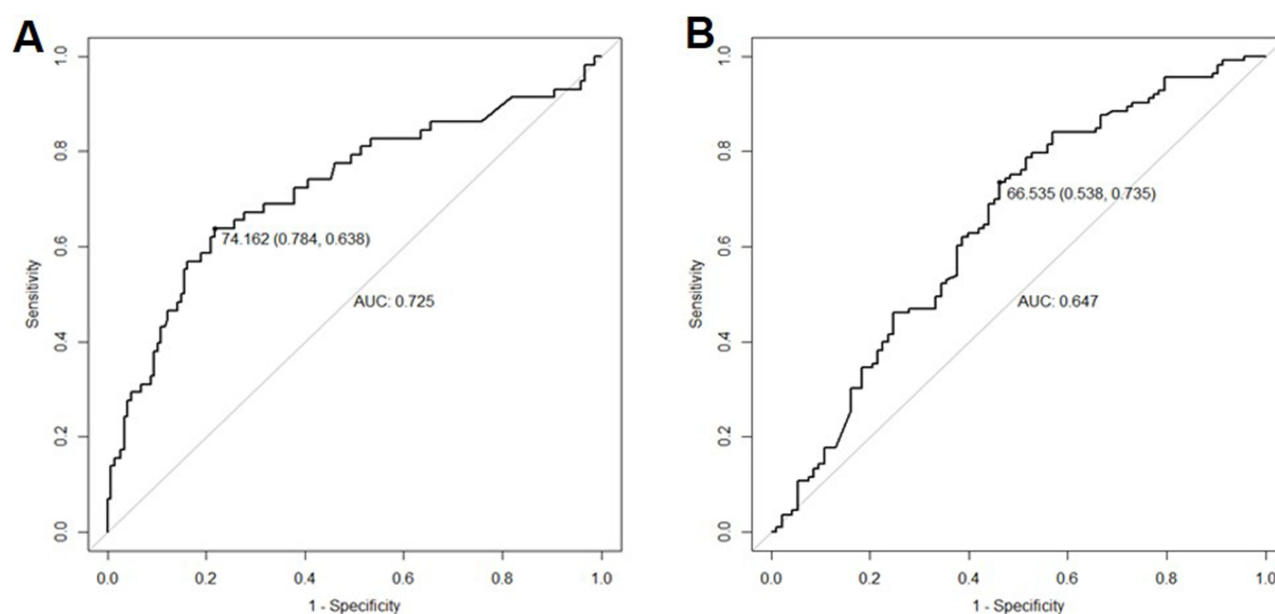 A
1.0
0.8
0.6
0.4
0.2
0.0
Sensitivity
74.162 (0.784, 0.638)
AUC: 0.725
0.0 0.2 0.4 0.6 0.8 1.0
1 - Specificity
B
1.0
0.8
0.6
0.4
0.2
0.0
Sensitivity
66.535 (0.538, 0.735)
AUC: 0.647
0.0 0.2 0.4 0.6 0.8 1.0
1 - Specificity